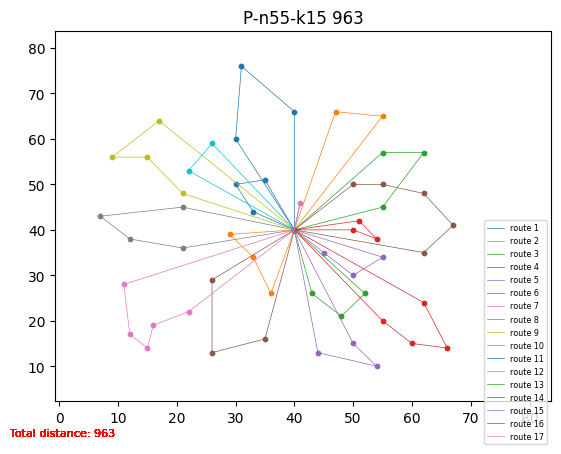 P-n55-k15 963
80
70
60
50
40
30
20
10
0 10 20 30 40 50 60 70 80
route 1
route 2
route 3
route 4
route 5
route 6
route 7
route 8
route 9
route 10
route 11
route 12
route 13
route 14
route 15
route 16
route 17
Total distance: 963